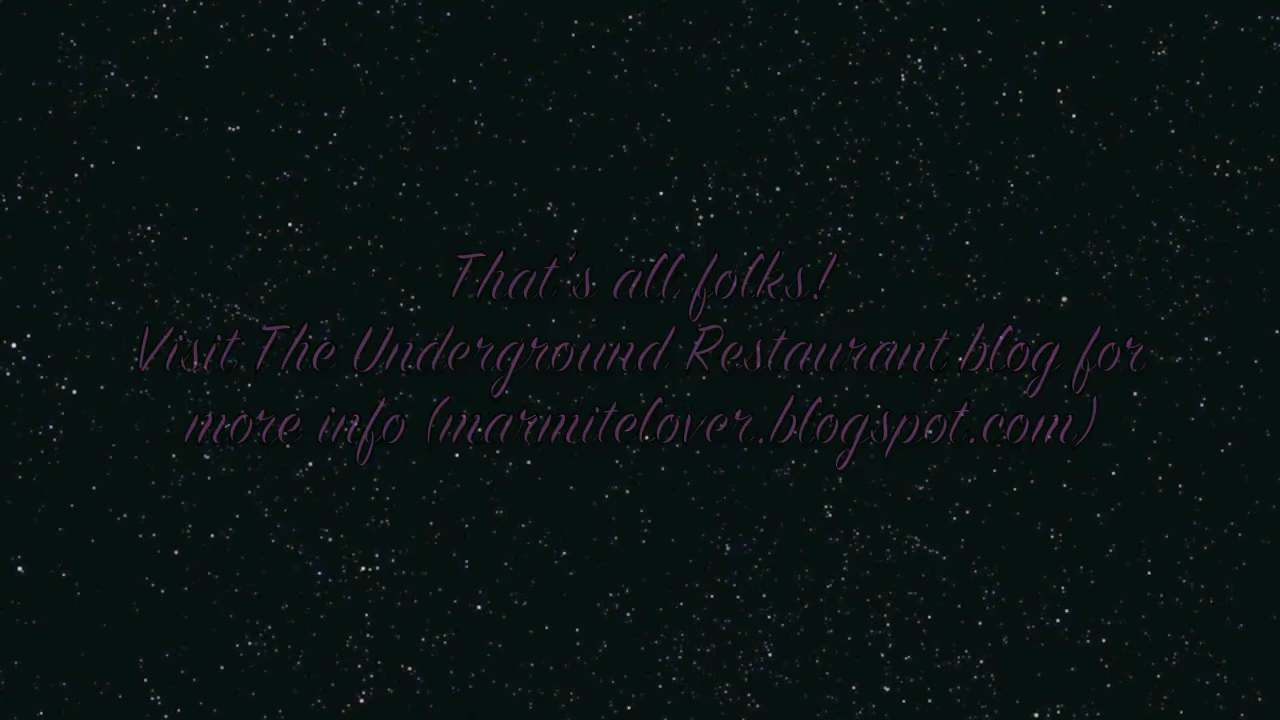 That's all folks!
Visit The Underground Restaurant blog for
more info (marmitelover.blogspot.com)